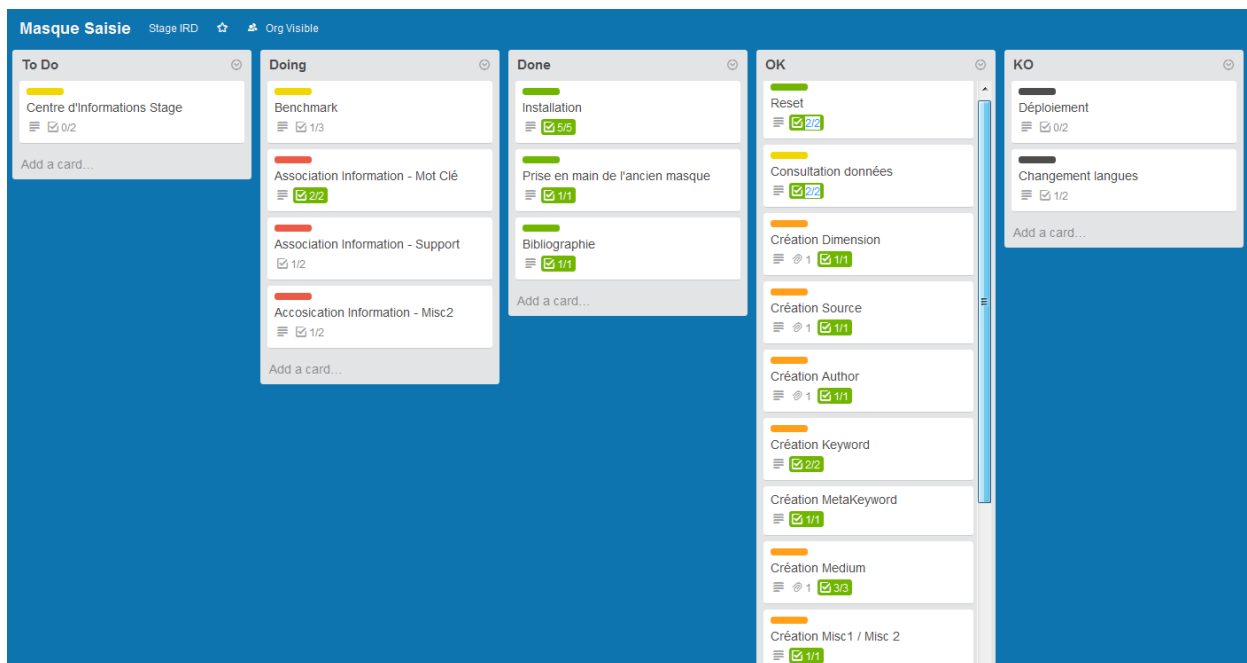 Masque Saisie Stage IRD Org Visible
To Do
Centre d'Informations Stage
0/2
Add a card...
Doing
Benchmark
1/3
Association Information - Mot Clé
2/2
Association Information - Support
1/2
Accosication Information - Misc2
1/2
Add a card...
Done
Installation
5/5
Prise en main de l'ancien masque
1/1
Bibliographie
1/1
Add a card...
OK
Reset
2/2
Consultation données
2/2
Création Dimension
1 1/1
Création Source
1 1/1
Création Author
1 1/1
Création Keyword
2/2
Création MetaKeyword
1/1
Création Medium
1 3/3
Création Misc1 / Misc 2
1/1
KO
Déploiement
0/2
Changement langues
1/2
Add a card...